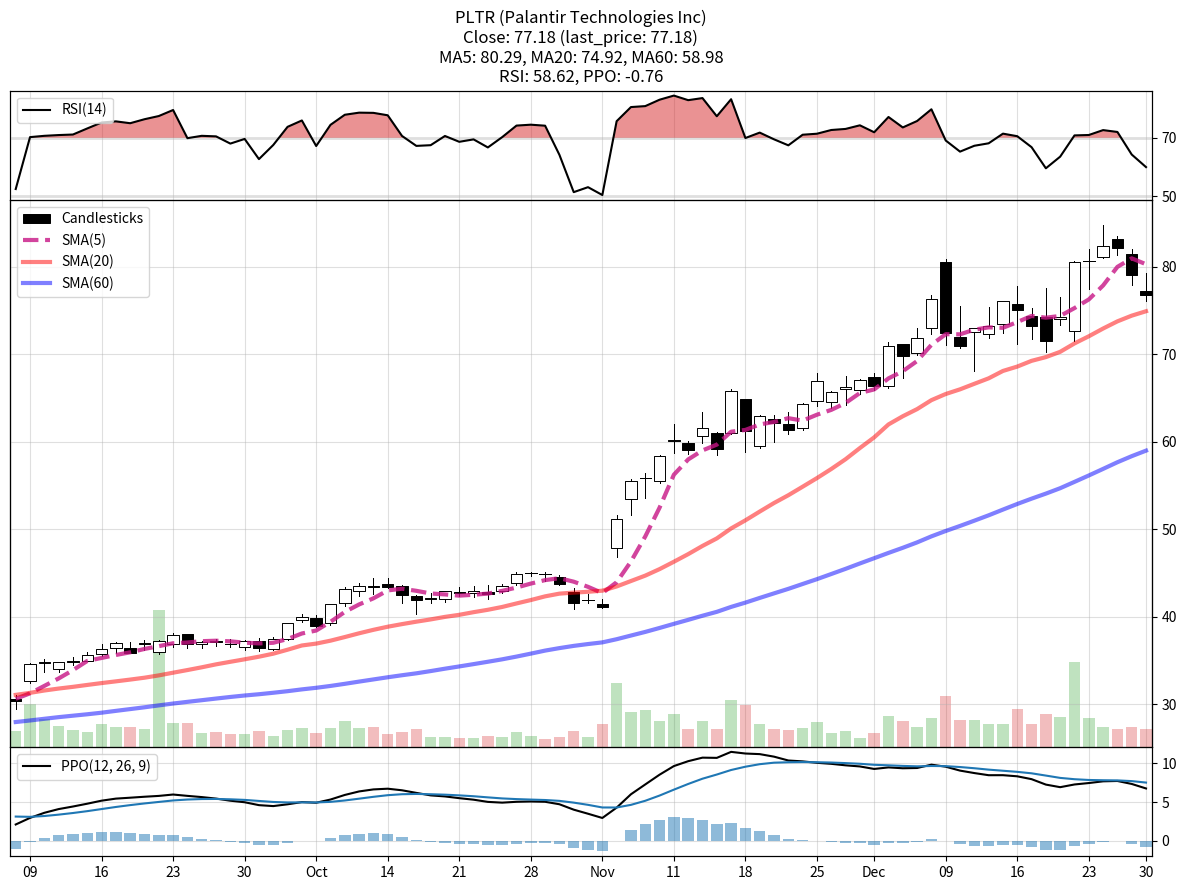 PLTR (Palantir Technologies Inc)
Close: 77.18 (last_price: 77.18)
MA5: 80.29, MA20: 74.92, MA60: 58.98
RSI: 58.62, PPO: -0.76
RSI(14)
70
50
Candlesticks
SMA(5)
SMA(20)
SMA(60)
80
70
60
50
40
30
PPO(12, 26, 9)
10
5
0
09 16 23 30 Oct 14 21 28 Nov 11 18 25 Dec 09 16 23 30